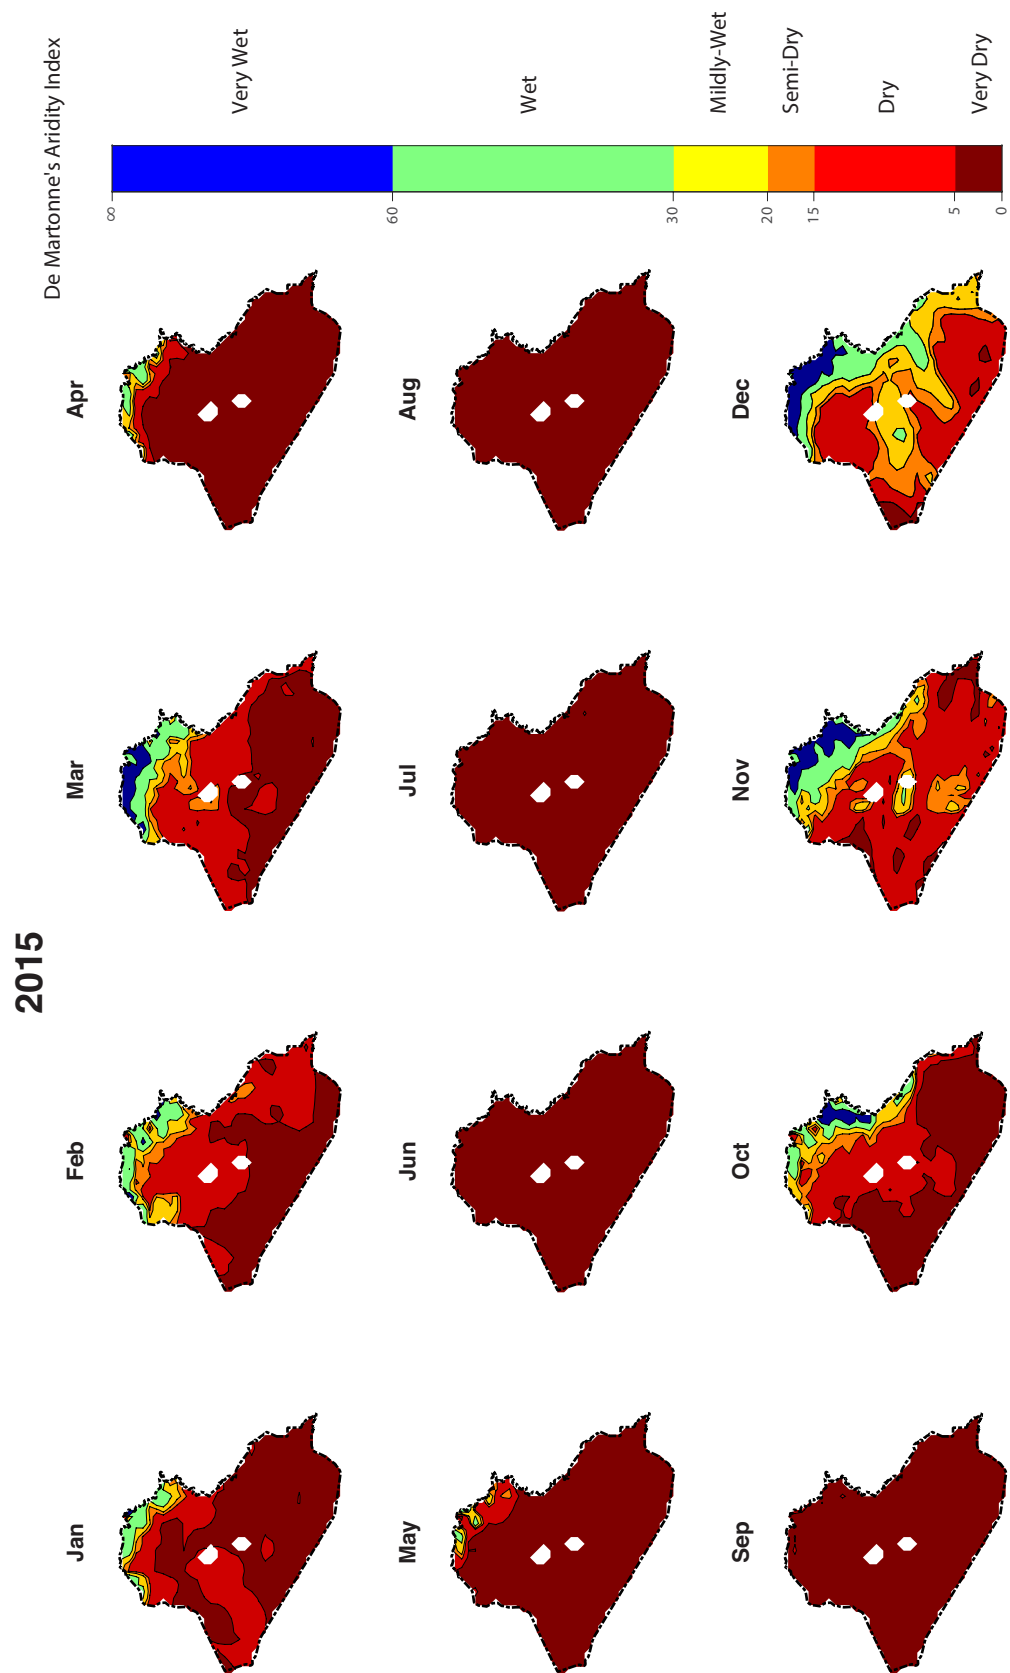 2015
De Martonne's Aridity Index
Jan
Feb
Mar
Apr
May
Jun
Jul
Aug
Sep
Oct
Nov
Dec
∞
60
30
20
15
5
0
Very Wet
Wet
Mildly-Wet
Semi-Dry
Dry
Very Dry